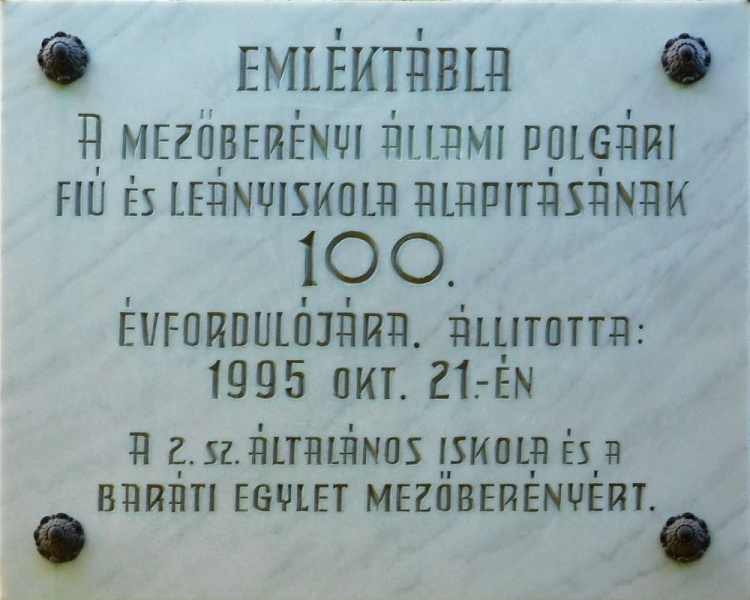 EMLÉKTÁBLA
A MEZŐBERÉNYI ÁLLAMI POLGÁRI
FIÚ ÉS LEÁNYISKOLA ALAPITÁSÁNAK
100.
ÉVFORDULÓJÁRA. ÁLLITOTTA:
1995 OKT. 21.-ÉN
A 2. SZ. ÁLTALÁNOS ISKOLA ÉS A
BARÁTI EGYLET MEZŐBERÉNYÉRT.